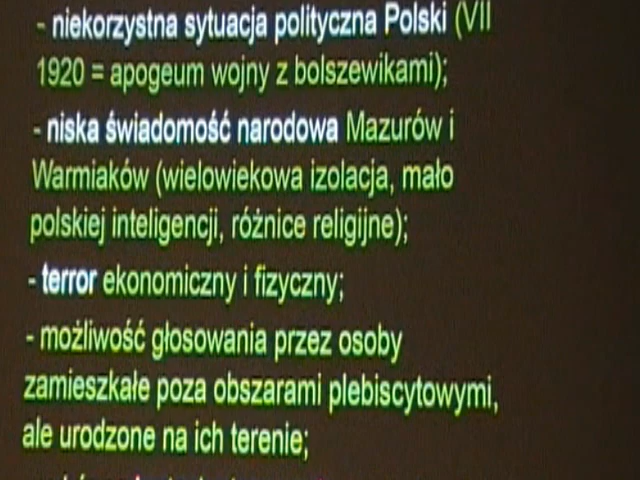 - niekorzystna sytuacja polityczna Polski (VII
1920 = apogeum wojny z bolszewikami);
- niska świadomość narodowa Mazurów i
Warmiaków (wielowiekowa izolacja, mało
polskiej inteligencji, różnice religijne);
- terror ekonomiczny i fizyczny;
- możliwość głosowania przez osoby
zamieszkałe poza obszarami plebiscytowymi,
ale urodzone na ich terenie;